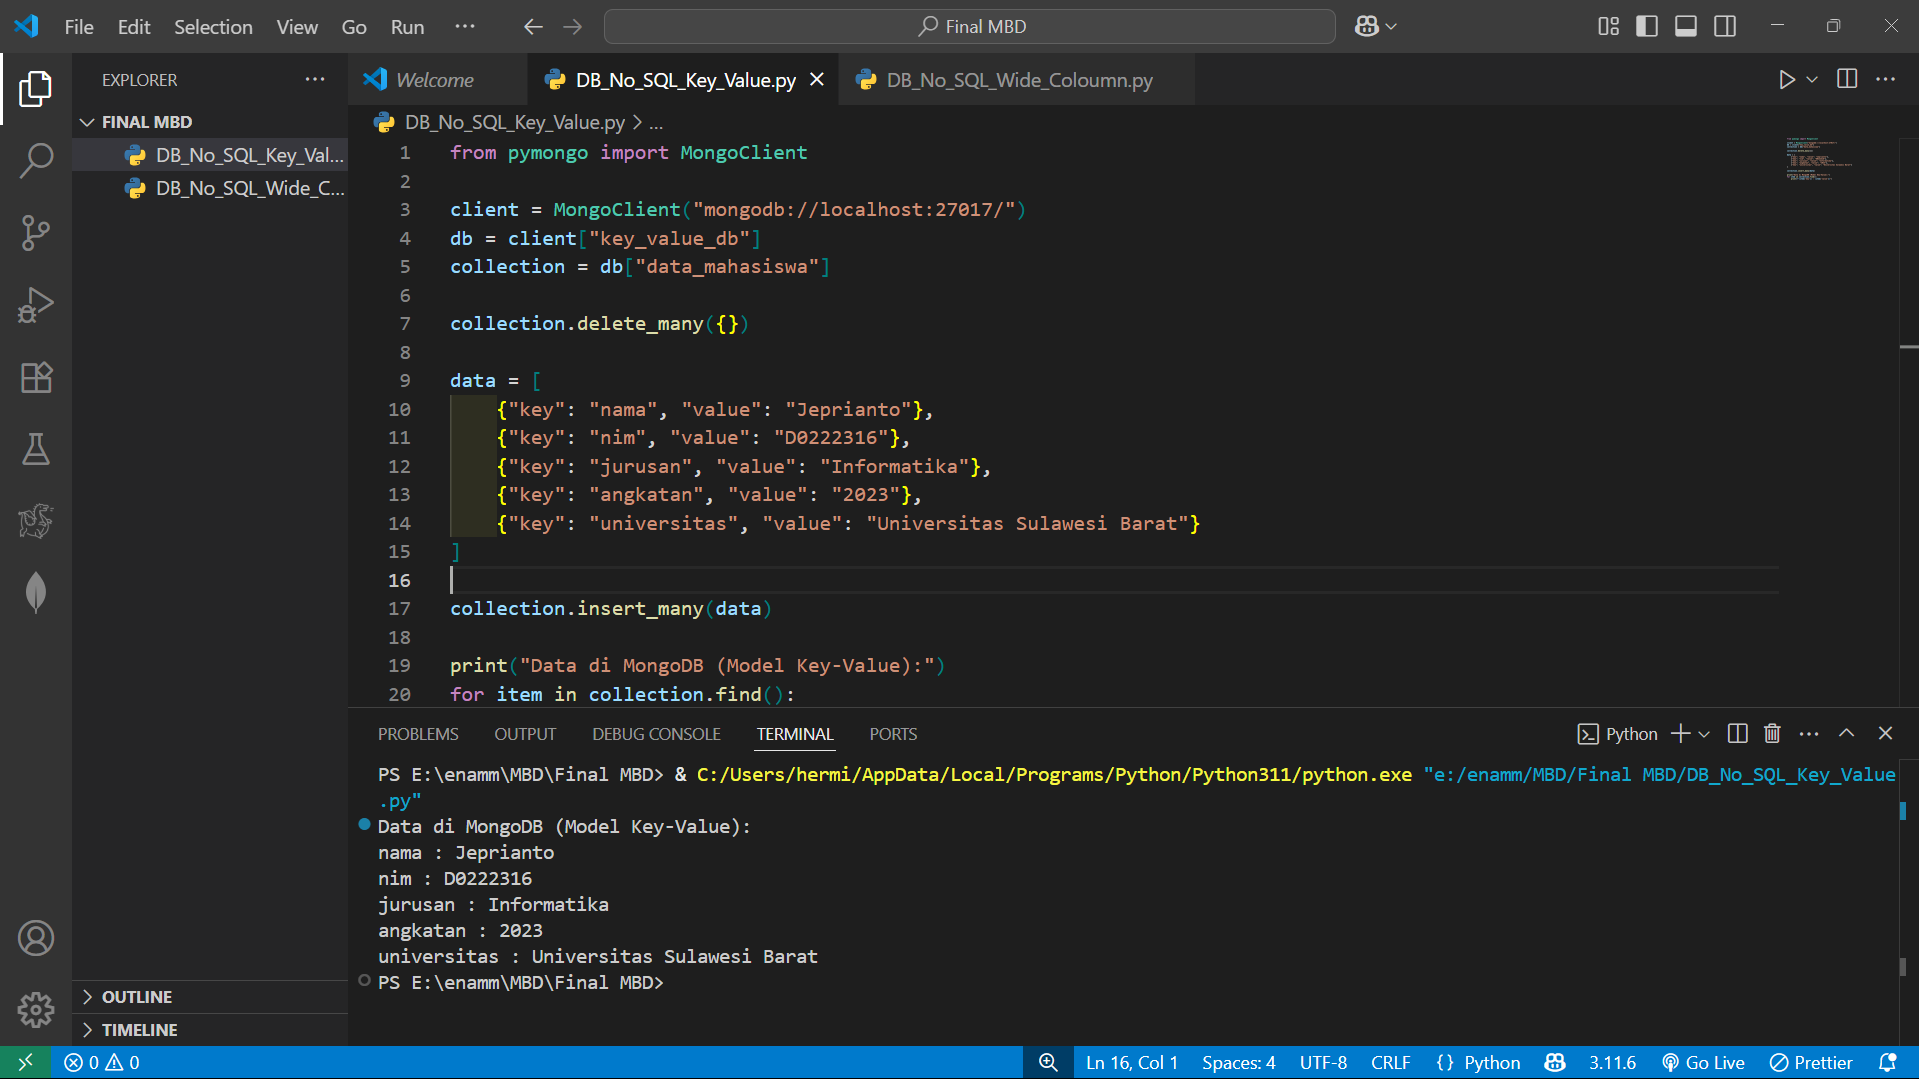 File Edit Selection View Go Run ... Final MBD
EXPLORER ...
FINAL MBD
DB_No_SQL_Key_Val...
DB_No_SQL_Wide_C...
OUTLINE
TIMELINE
Welcome DB_No_SQL_Key_Value.py DB_No_SQL_Wide_Coloumn.py
DB_No_SQL_Key_Value.py > ...
1 from pymongo import MongoClient
2
3 client = MongoClient("mongodb://localhost:27017/")
4 db = client["key_value_db"]
5 collection = db["data_mahasiswa"]
6
7 collection.delete_many({})
8
9 data = [
10 {"key": "nama", "value": "Jeprianto"},
11 {"key": "nim", "value": "D0222316"},
12 {"key": "jurusan", "value": "Informatika"},
13 {"key": "angkatan", "value": "2023"},
14 {"key": "universitas", "value": "Universitas Sulawesi Barat"}
15 ]
16
17 collection.insert_many(data)
18
19 print("Data di MongoDB (Model Key-Value):")
20 for item in collection.find():
PROBLEMS OUTPUT DEBUG CONSOLE TERMINAL PORTS Python
PS E:\enamm\MBD\Final MBD> & C:/Users/hermi/AppData/Local/Programs/Python/Python311/python.exe "e:/enamm/MBD/Final MBD/DB_No_SQL_Key_Value
.py"
Data di MongoDB (Model Key-Value):
nama : Jeprianto
nim : D0222316
jurusan : Informatika
angkatan : 2023
universitas : Universitas Sulawesi Barat
PS E:\enamm\MBD\Final MBD>
0 0 Ln 16, Col 1 Spaces: 4 UTF-8 CRLF {} Python 3.11.6 Go Live Prettier